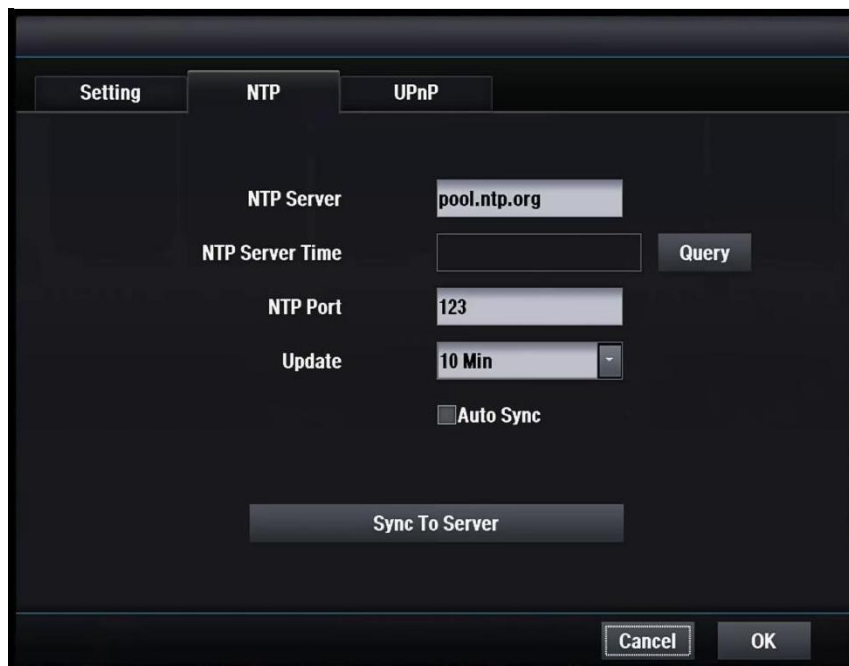 Setting NTP UPnP
NTP Server pool.ntp.org
NTP Server Time Query
NTP Port 123
Update 10 Min
Auto Sync
Sync To Server
Cancel OK